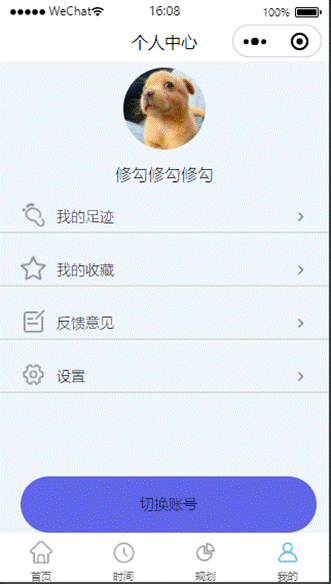 WeChat 16:08 100%
个人中心
修勾修勾修勾
我的足迹
我的收藏
反馈意见
设置
切换账号
首页 时间 规划 我的